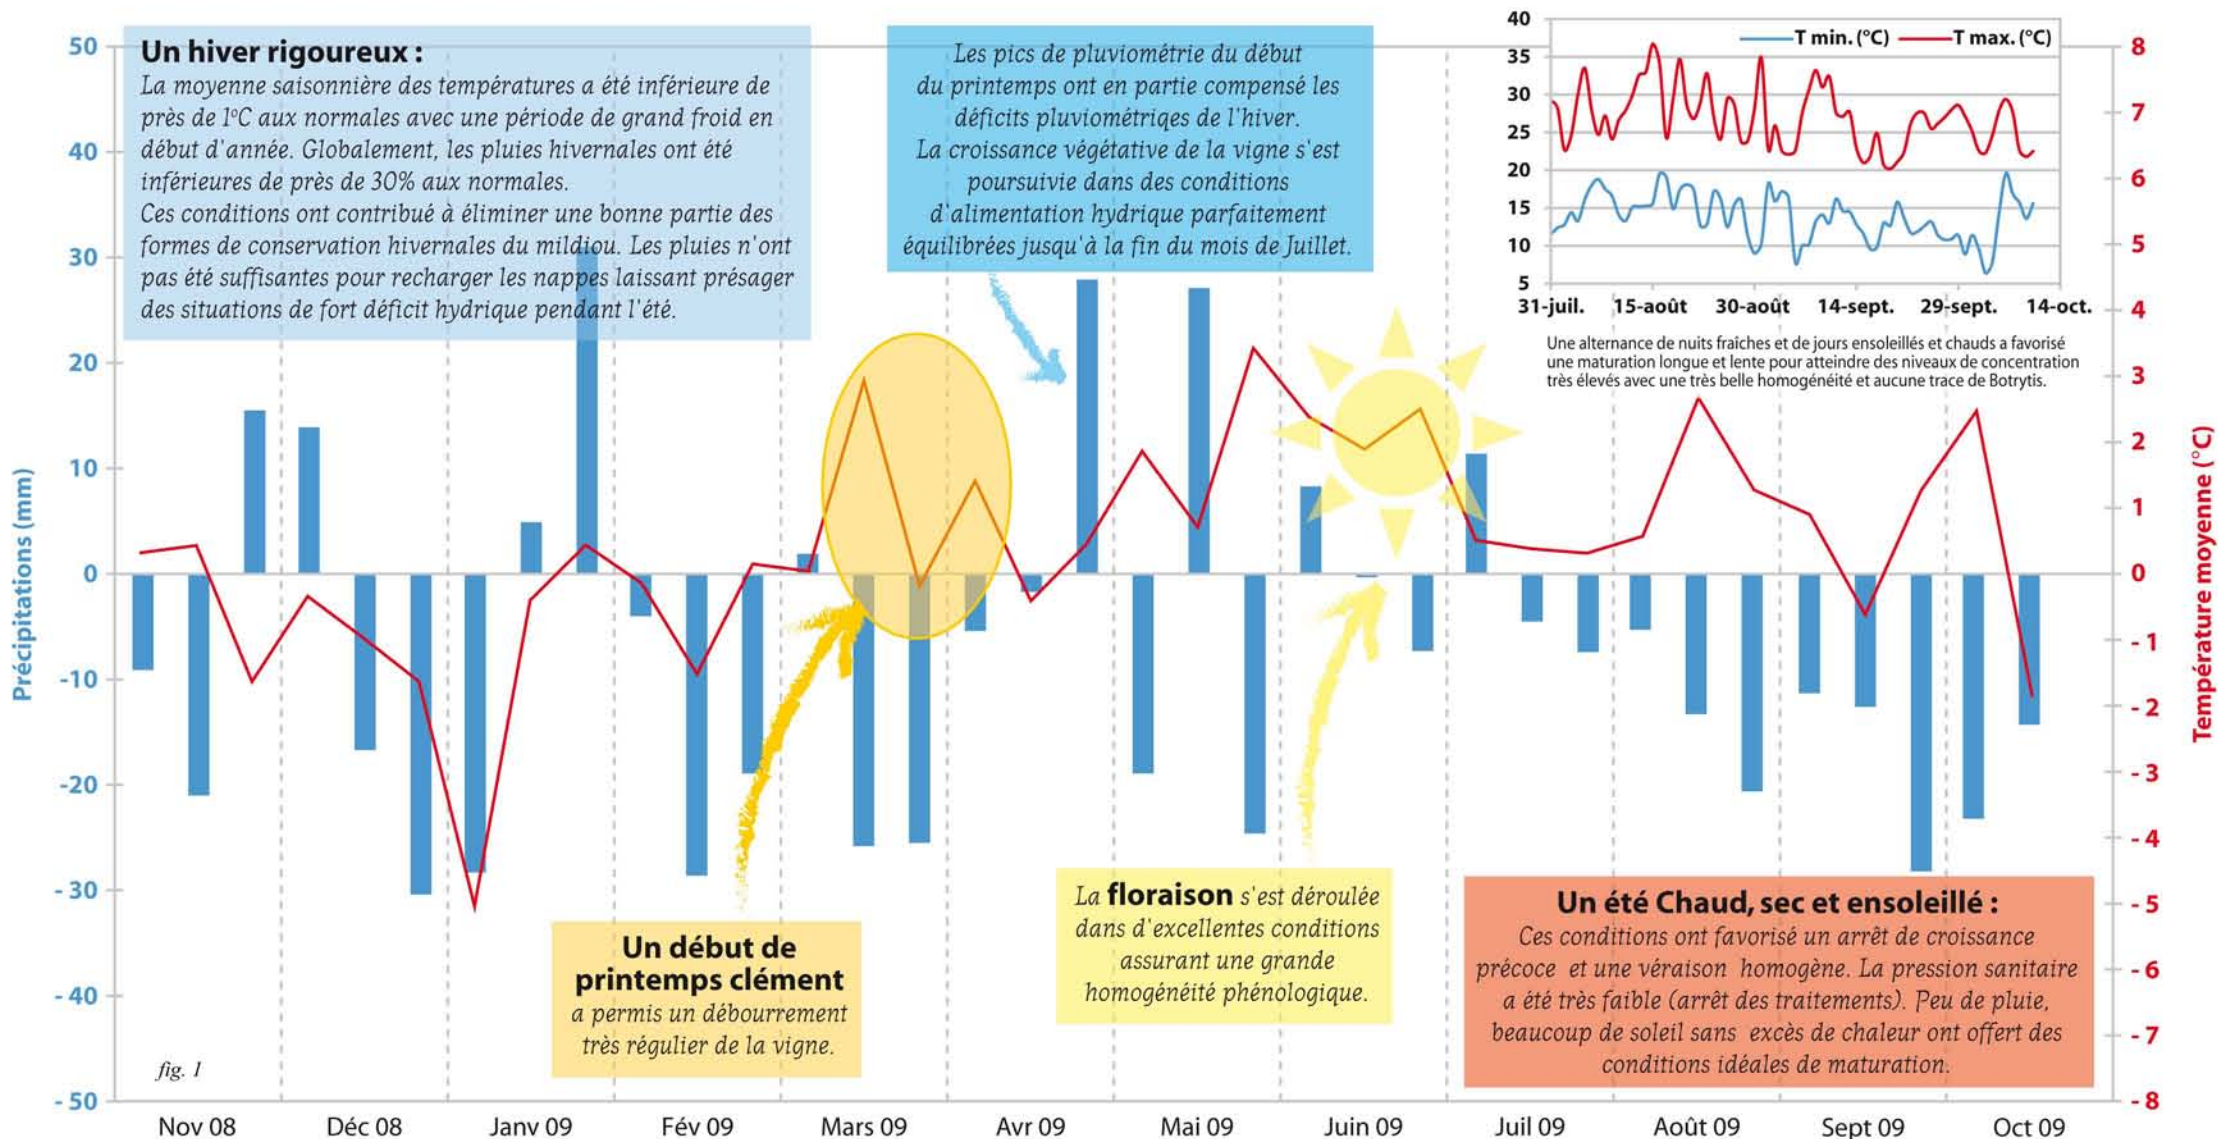 Un hiver rigoureux :
La moyenne saisonnière des températures a été inférieure de
près de 1°C aux normales avec une période de grand froid en
début d'année. Globalement, les pluies hivernales ont été
inférieures de près de 30% aux normales.
Ces conditions ont contribué à éliminer une bonne partie des
formes de conservation hivernales du mildiou. Les pluies n'ont
pas été suffisantes pour recharger les nappes laissant présager
des situations de fort déficit hydrique pendant l'été.
Les pics de pluviométrie du début
du printemps ont en partie compensé les
déficits pluviométriqes de l'hiver.
La croissance végétative de la vigne s'est
poursuivie dans des conditions
d'alimentation hydrique parfaitement
équilibrées jusqu'à la fin du mois de Juillet.
T min. (°C) T max. (°C)
40
35
30
25
20
15
10
5
31-juil. 15-août 30-août 14-sept. 29-sept. 14-oct.
Une alternance de nuits fraîches et de jours ensoleillés et chauds a favorisé
une maturation longue et lente pour atteindre des niveaux de concentration
très élevés avec une très belle homogénéité et aucune trace de Botrytis.
Précipitations (mm)
50
40
30
20
10
0
-10
-20
- 30
- 40
- 50
Température moyenne (°C)
8
7
6
5
4
3
2
1
0
- 1
- 2
- 3
- 4
- 5
- 6
- 7
- 8
Un début de
printemps clément
a permis un débourrement
très régulier de la vigne.
La floraison s'est déroulée
dans d'excellentes conditions
assurant une grande
homogénéité phénologique.
Un été Chaud, sec et ensoleillé :
Ces conditions ont favorisé un arrêt de croissance
précoce et une véraison homogène. La pression sanitaire
a été très faible (arrêt des traitements). Peu de pluie,
beaucoup de soleil sans excès de chaleur ont offert des
conditions idéales de maturation.
fig. 1
Nov 08 Déc 08 Janv 09 Fév 09 Mars 09 Avr 09 Mai 09 Juin 09 Juil 09 Août 09 Sept 09 Oct 09